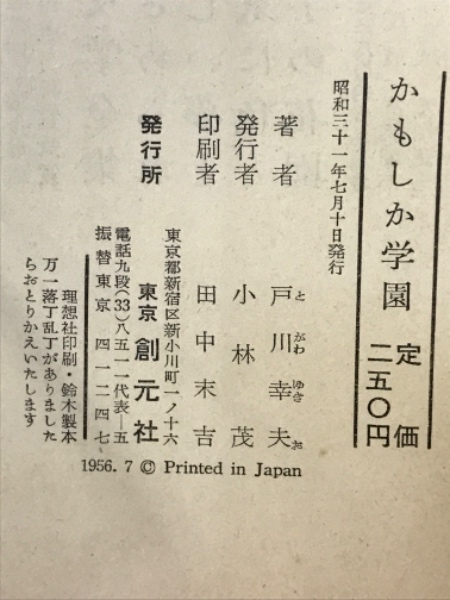 かもしか学園
定価
二五〇円
昭和三十一年七月十日発行
著者 戸川幸夫
と がわ ゆき お
発行者 小林茂
印刷者 田中末吉
発行所
東京都新宿区新小川町一ノ十六
東京 創元社
電話九段(33)八五一一代表―五
振替東京 四一二四七
理想社印刷・鈴木製本
万一落丁乱丁がありました
らおとりかえいたします
1956. 7 © Printed in Japan